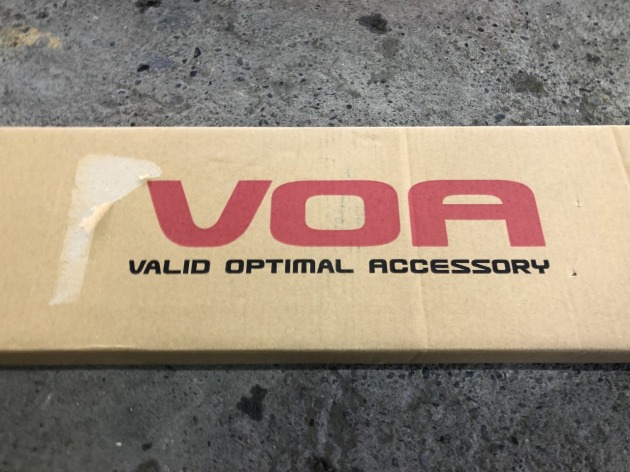 VOA
VALID OPTIMAL ACCESSORY